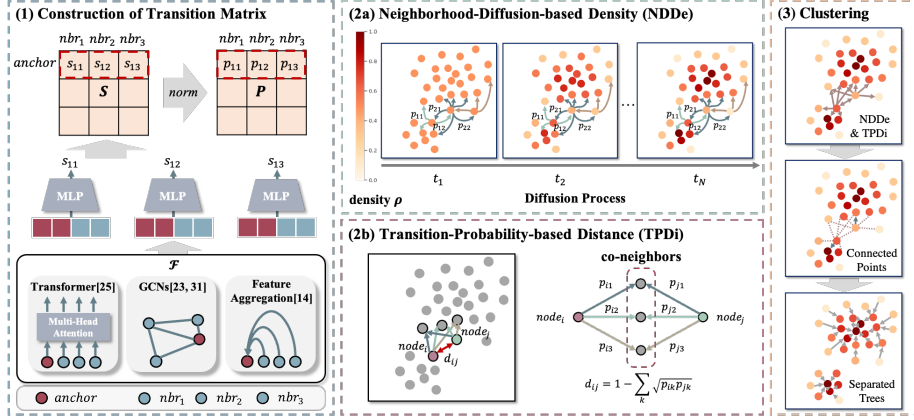 (1) Construction of Transition Matrix
nbr1 nbr2 nbr3
anchor s11 s12 s13
S
norm
nbr1 nbr2 nbr3
p11 p12 p13
P
s11 s12 s13
MLP MLP MLP
ℱ
Transformer[25]
Multi-Head
Attention
GCNs[23, 31]
Feature
Aggregation[14]
anchor nbr1 nbr2 nbr3
(2a) Neighborhood-Diffusion-based Density (NDDe)
1.0
0.8
0.6
0.4
0.2
0.0
p11 p21 p12 p22
p11 p21 p12 p22
...
p11 p21 p12 p22
t1 t2 tN
density ρ Diffusion Process
(2b) Transition-Probability-based Distance (TPDi)
nodei nodej
dij
co-neighbors
pi1 pj1
nodei pi2 pj2 nodej
pi3 pj3
dij = 1 − ∑k √pikpjk
(3) Clustering
NDDe
& TPDi
Connected
Points
Separated
Trees